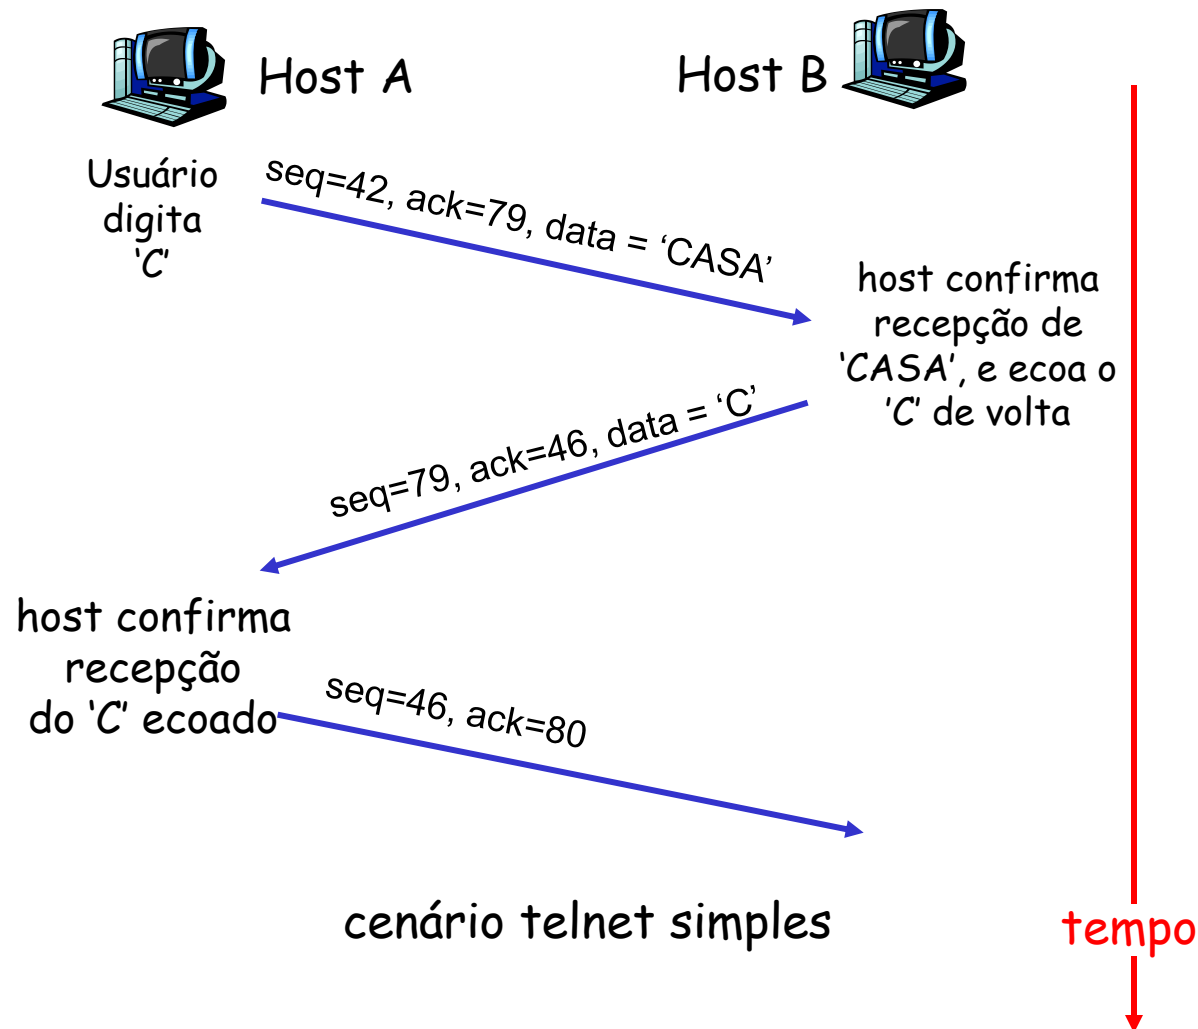 Host A
Host B
Usuário
digita
‘C’
seq=42, ack=79, data = ‘CASA’
host confirma
recepção de
‘CASA’, e ecoa o
’C’ de volta
seq=79, ack=46, data = ‘C’
host confirma
recepção
do ‘C’ ecoado
seq=46, ack=80
cenário telnet simples
tempo